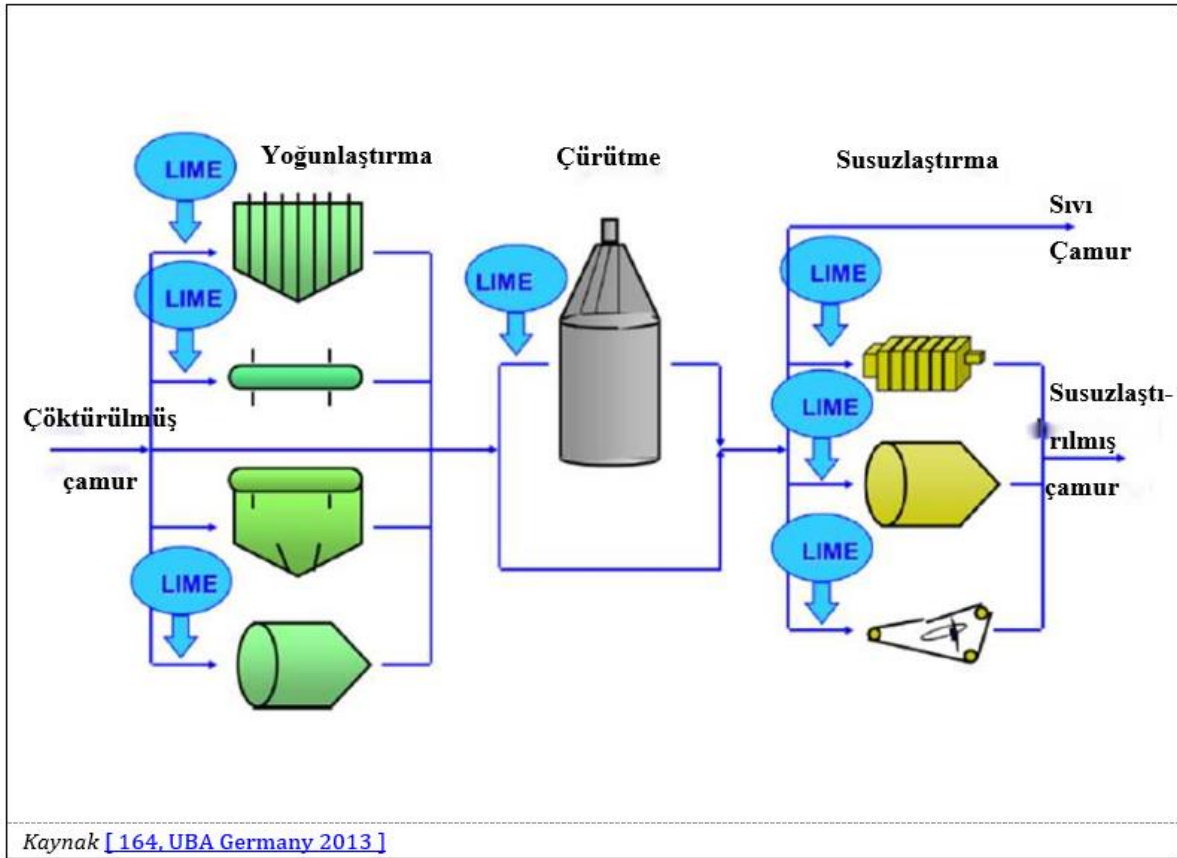 LIME
Yoğunlaştırma
Çürütme
Susuzlaştırma
Sıvı
Çamur
LIME
LIME
LIME
LIME
Çöktürülmüş
çamur
Susuzlaştı-
rılmış
çamur
LIME
LIME
Kaynak [ 164, UBA Germany 2013 ]